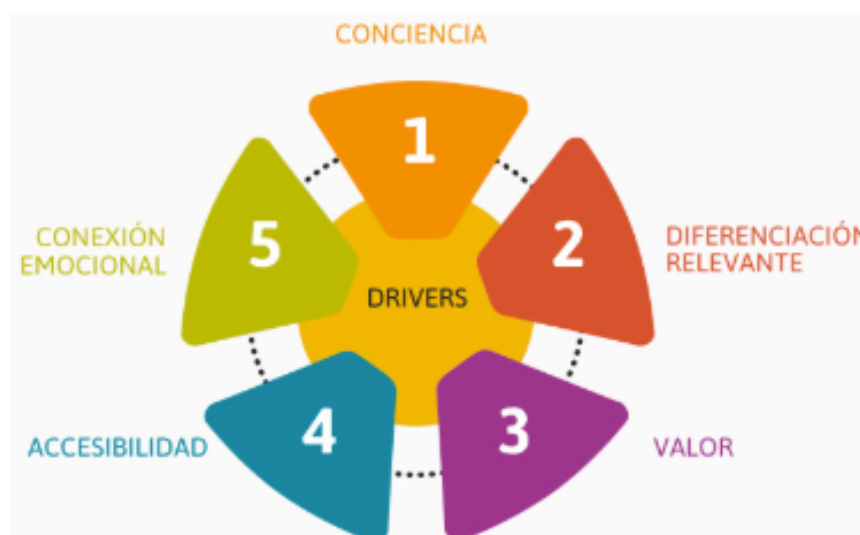 CONCIENCIA
1
2
DIFERENCIACIÓN
RELEVANTE
3
VALOR
4
ACCESIBILIDAD
5
CONEXIÓN
EMOCIONAL
DRIVERS